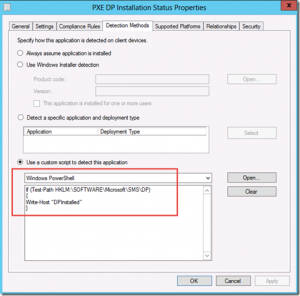 PXE DP Installation Status Properties
General
Settings
Compliance Rules
Detection Methods
Supported Platforms
Relationships
Security
Specify how this application is detected on client devices.
Always assume application is installed
Use Windows Installer detection
Product code:
Open...
Version:
This application is installed for one or more users
Detect a specific application and deployment type
Application
Deployment Type
Select
Use a custom script to detect this application
Windows PowerShell
Open...
Clear
If (Test-Path HKLM:\SOFTWARE\Microsoft\SMS\DP)
{
Write-Host "DPInstalled"
}
OK
Cancel
Apply